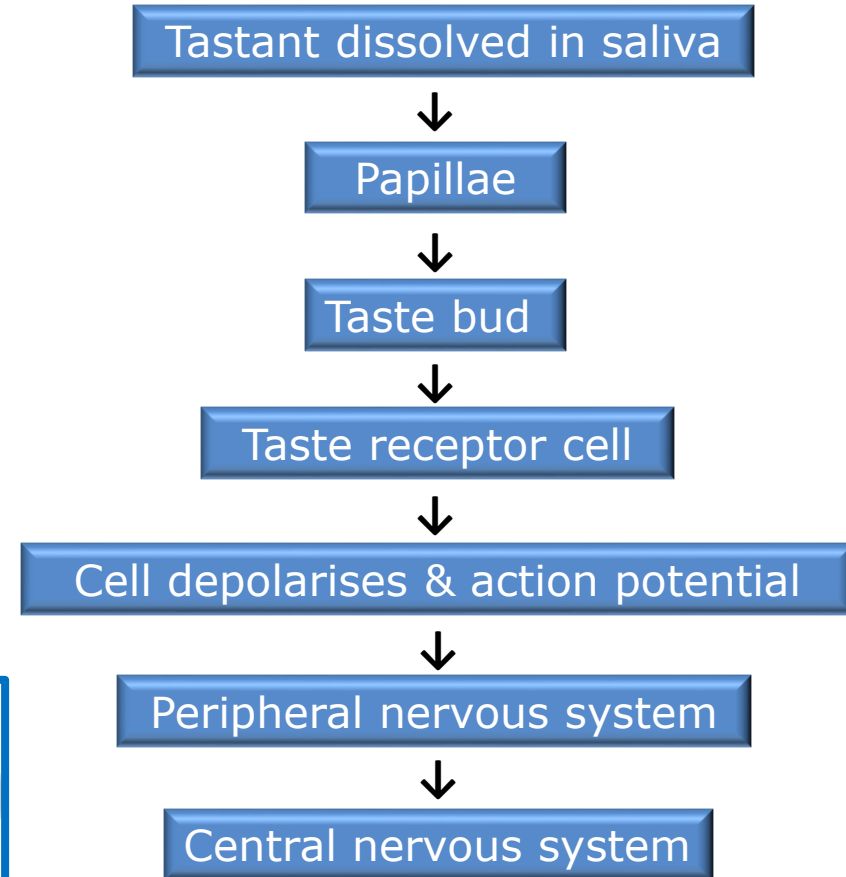 Tastant dissolved in saliva
Papillae
Taste bud
Taste receptor cell
Cell depolarises & action potential
Peripheral nervous system
Central nervous system